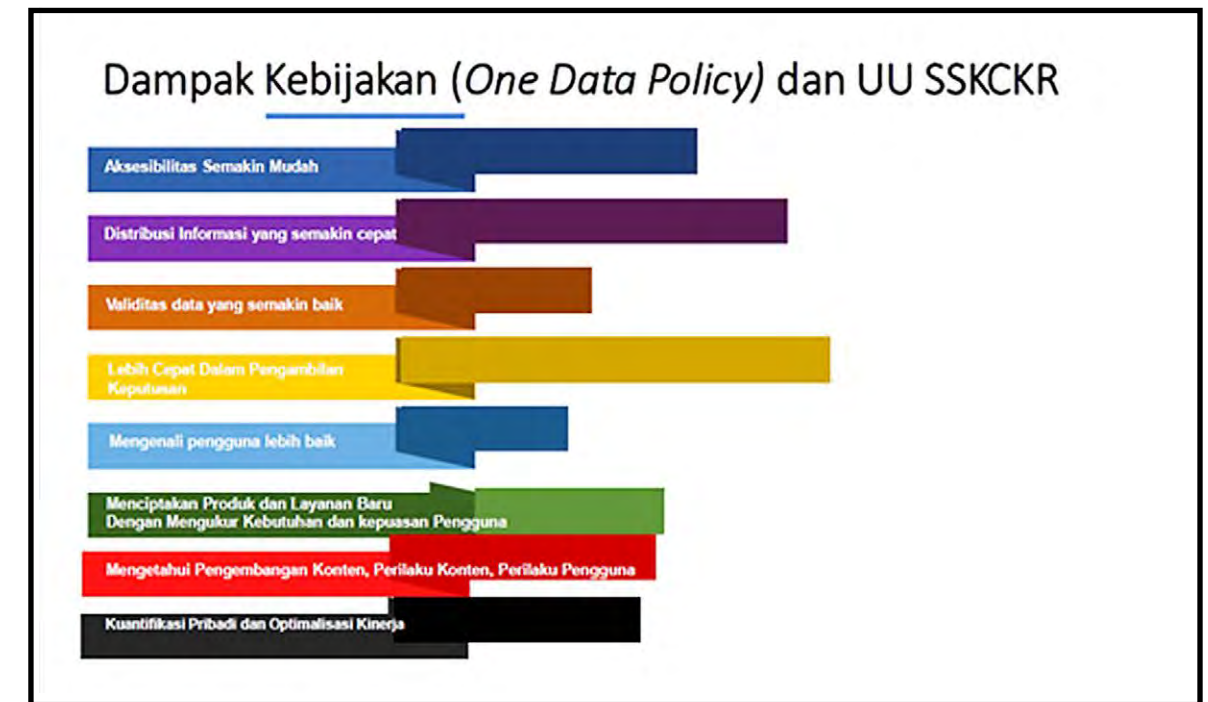 Dampak Kebijakan (One Data Policy) dan UU SSKCKR
Aksesibilitas Semakin Mudah
Distribusi Informasi yang semakin cepat
Validitas data yang semakin baik
Lebih Cepat Dalam Pengambilan
Keputusan
Mengenali pengguna lebih baik
Menciptakan Produk dan Layanan Baru
Dengan Mengukur Kebutuhan dan kepuasan Pengguna
Mengetahui Pengembangan Konten, Perilaku Konten, Perilaku Pengguna
Kuantifikasi Pribadi dan Optimalisasi Kinerja